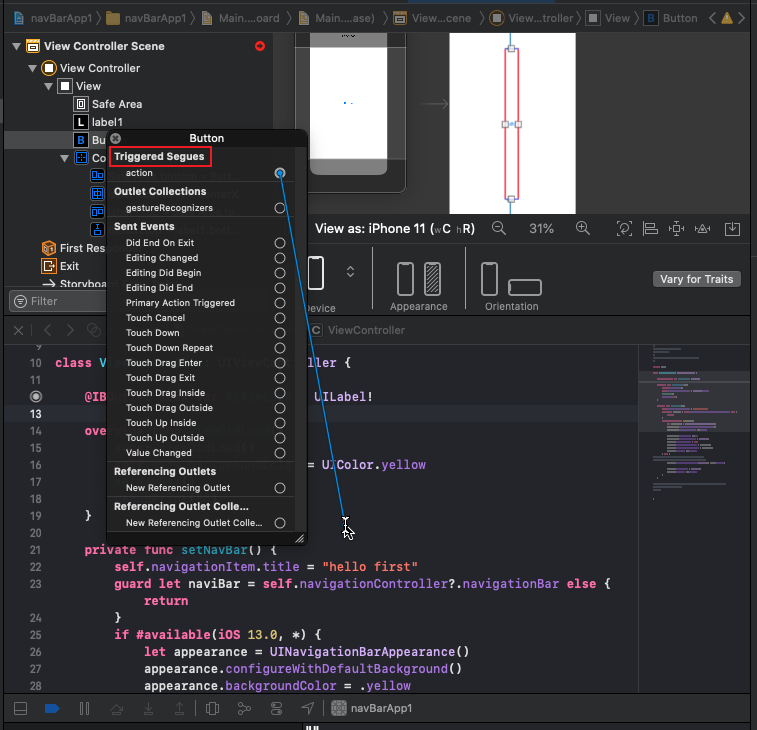 navBarApp1 navBarApp1 Main....oard Main....ase) View...cene View...troller View B Button
View Controller Scene
View Controller
View
Safe Area
L label1
B Bu
Co
First Res
Exit
Storyboa
Filter
Button
Triggered Segues
action
Outlet Collections
gestureRecognizers
Sent Events
Did End On Exit
Editing Changed
Editing Did Begin
Editing Did End
Primary Action Triggered
Touch Cancel
Touch Down
Touch Down Repeat
Touch Drag Enter
Touch Drag Exit
Touch Drag Inside
Touch Drag Outside
Touch Up Inside
Touch Up Outside
Value Changed
Referencing Outlets
New Referencing Outlet
Referencing Outlet Colle...
New Referencing Outlet Colle...
View as: iPhone 11 (wC hR) 31%
Device Appearance Orientation Vary for Traits
C ViewController
9
10 class V ller {
11
@IB UILabel!
13
14 ove
15
16 = UIColor.yellow
17
18
19 }
20
21 private func setNavBar() {
22 self.navigationItem.title = "hello first"
23 guard let naviBar = self.navigationController?.navigationBar else {
return
24 }
25 if #available(iOS 13.0, *) {
26 let appearance = UINavigationBarAppearance()
27 appearance.configureWithDefaultBackground()
28 appearance.backgroundColor = .yellow
navBarApp1